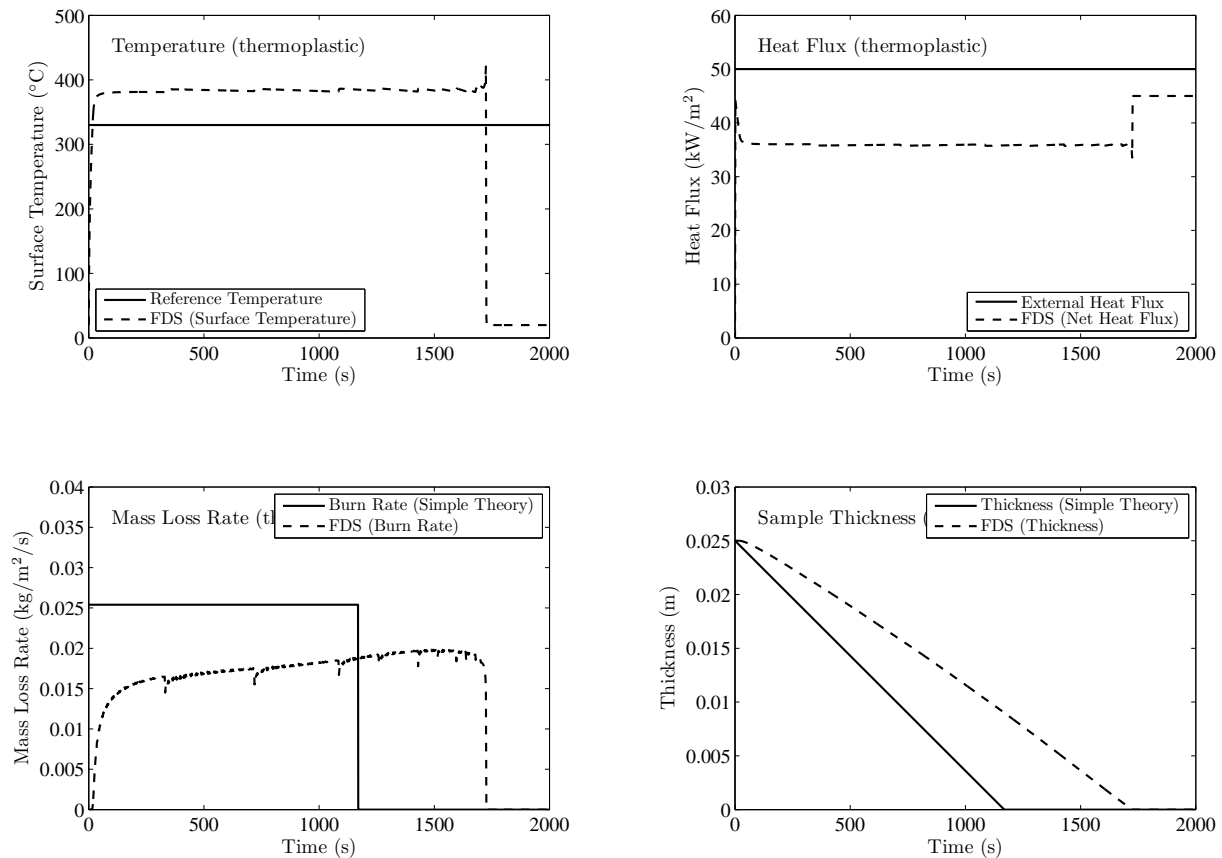 500
400
300
200
100
0
Surface Temperature (°C)
Temperature (thermoplastic)
Reference Temperature
FDS (Surface Temperature)
0 500 1000 1500 2000
Time (s)
60
50
40
30
20
10
0
Heat Flux (kW/m²)
Heat Flux (thermoplastic)
External Heat Flux
FDS (Net Heat Flux)
0 500 1000 1500 2000
Time (s)
0.04
0.035
0.03
0.025
0.02
0.015
0.01
0.005
0
Mass Loss Rate (kg/m²/s)
Mass Loss Rate (th
Burn Rate (Simple Theory)
FDS (Burn Rate)
0 500 1000 1500 2000
Time (s)
0.03
0.025
0.02
0.015
0.01
0.005
0
Thickness (m)
Sample Thickness (
Thickness (Simple Theory)
FDS (Thickness)
0 500 1000 1500 2000
Time (s)